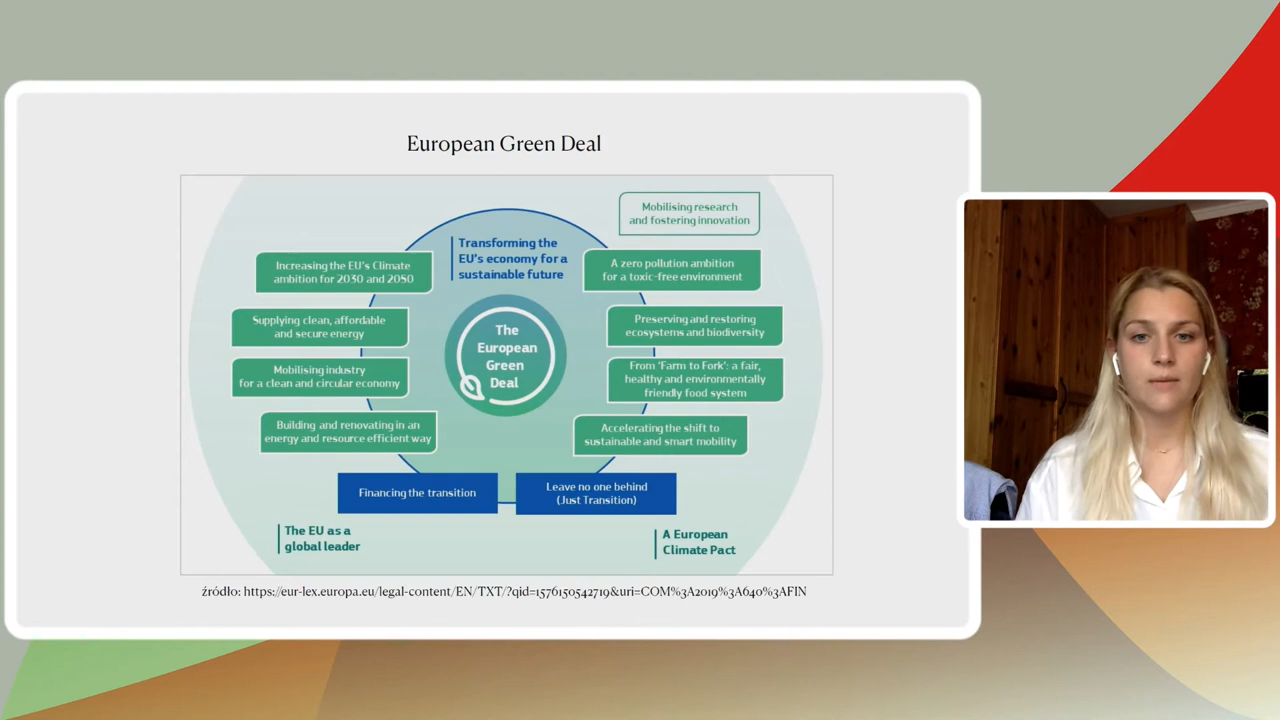 European Green Deal
Mobilising research
and fostering innovation
Transforming the
EU's economy for a
sustainable future
Increasing the EU's Climate
ambition for 2030 and 2050
A zero pollution ambition
for a toxic-free environment
Supplying clean, affordable
and secure energy
Preserving and restoring
ecosystems and biodiversity
The
European
Green
Deal
Mobilising industry
for a clean and circular economy
From 'Farm to Fork': a fair,
healthy and environmentally
friendly food system
Building and renovating in an
energy and resource efficient way
Accelerating the shift to
sustainable and smart mobility
Financing the transition
Leave no one behind
(Just Transition)
The EU as a
global leader
A European
Climate Pact
źródło: https://eur-lex.europa.eu/legal-content/EN/TXT/?qid=1576150542719&uri=COM%3A2019%3A640%3AFIN